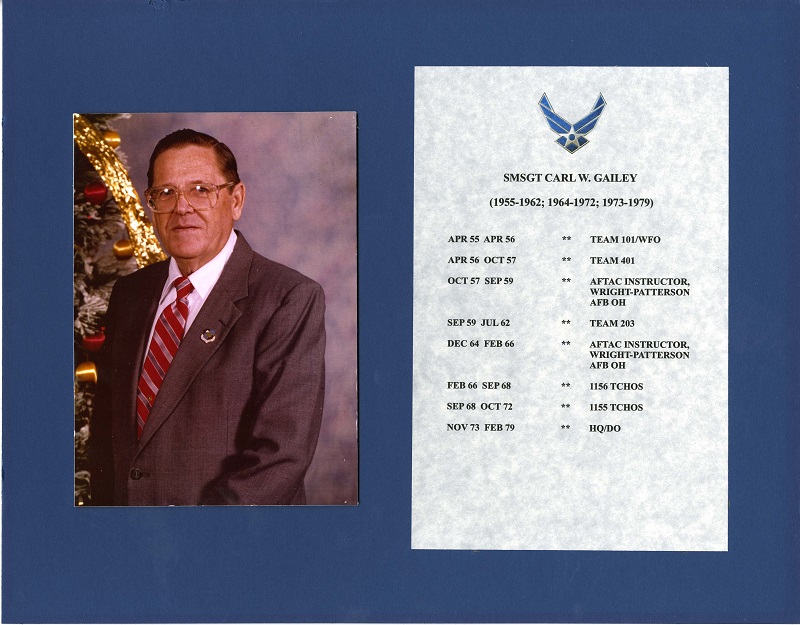 SMSGT CARL W. GAILEY
(1955-1962; 1964-1972; 1973-1979)
APR 55 APR 56 ** TEAM 101/WFO
APR 56 OCT 57 ** TEAM 401
OCT 57 SEP 59 ** AFTAC INSTRUCTOR,
WRIGHT-PATTERSON
AFB OH
SEP 59 JUL 62 ** TEAM 203
DEC 64 FEB 66 ** AFTAC INSTRUCTOR,
WRIGHT-PATTERSON
AFB OH
FEB 66 SEP 68 ** 1156 TCHOS
SEP 68 OCT 72 ** 1155 TCHOS
NOV 73 FEB 79 ** HQ/DO